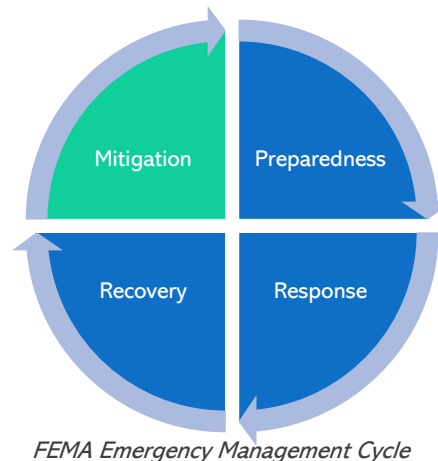 Mitigation
Preparedness
Recovery
Response
FEMA Emergency Management Cycle